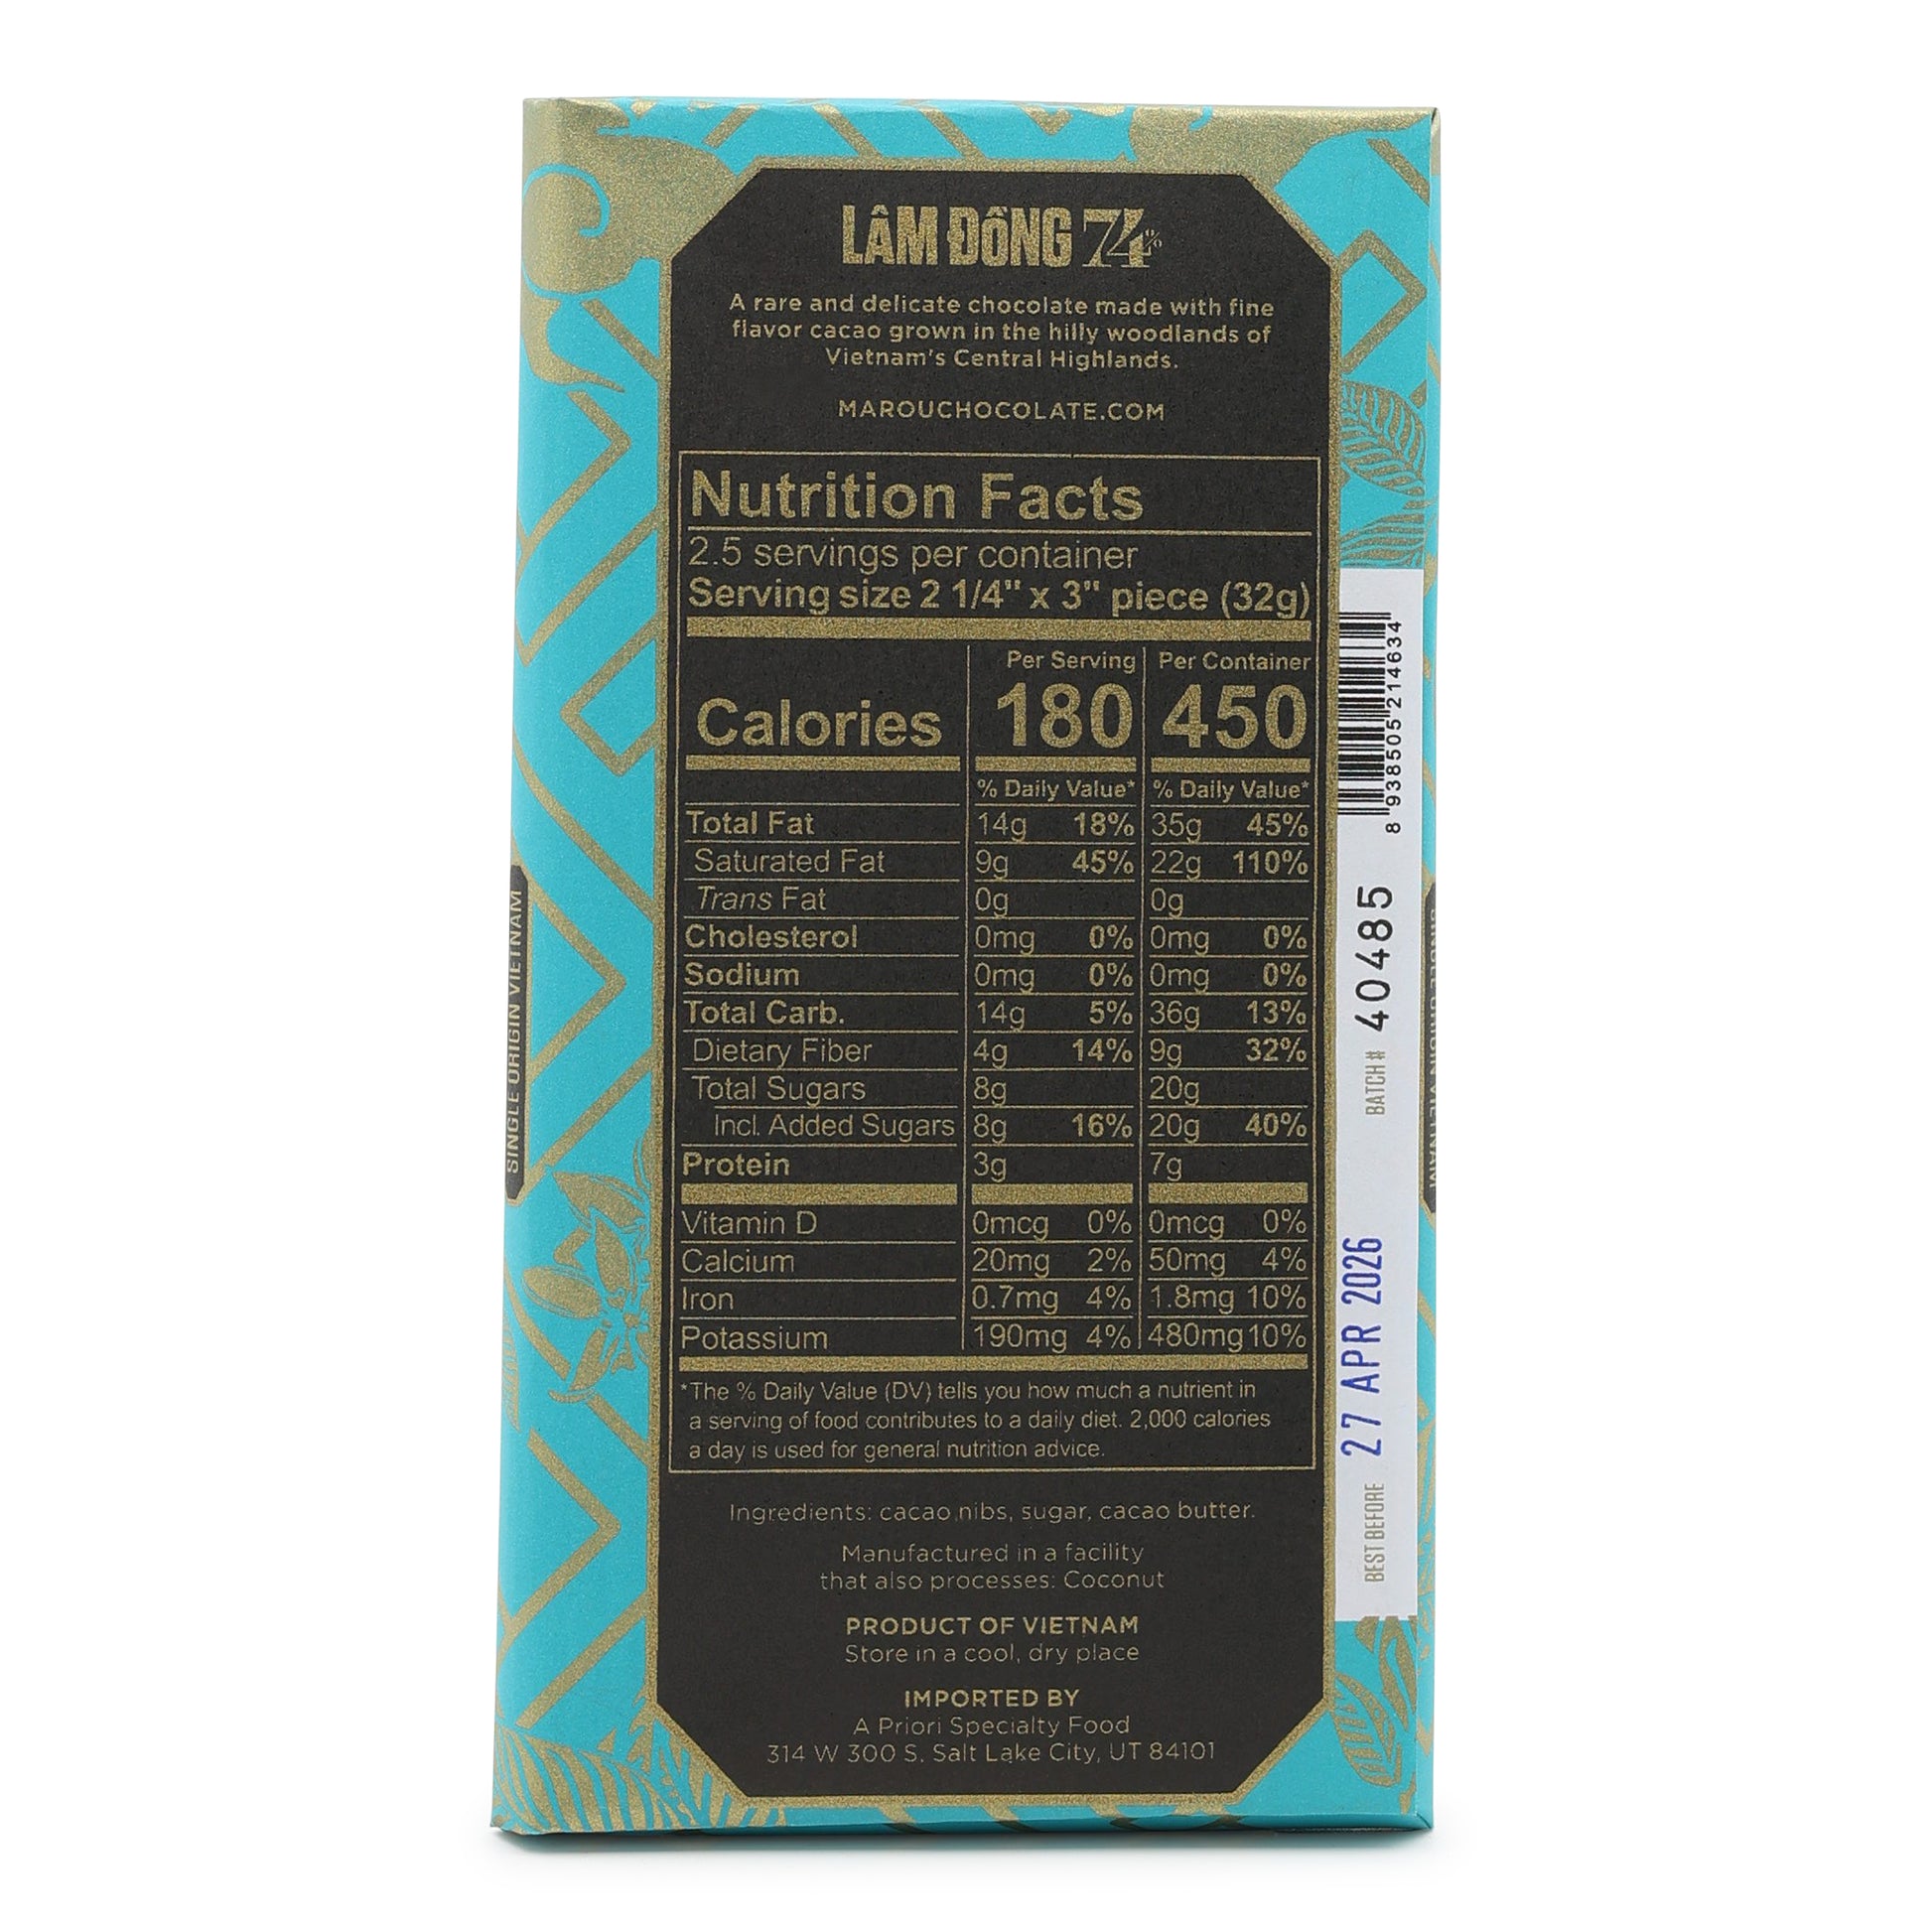 LÂM ĐỒNG 74%
A rare and delicate chocolate made with fine
flavor cacao grown in the hilly woodlands of
Vietnam's Central Highlands.
MAROUCHOCOLATE.COM
Nutrition Facts
2.5 servings per container
Serving size 2 1/4" x 3" piece (32g)
Per Serving Per Container
Calories 180 450
% Daily Value* % Daily Value*
Total Fat 14g 18% 35g 45%
Saturated Fat 9g 45% 22g 110%
Trans Fat 0g 0g
Cholesterol 0mg 0% 0mg 0%
Sodium 0mg 0% 0mg 0%
Total Carb. 14g 5% 36g 13%
Dietary Fiber 4g 14% 9g 32%
Total Sugars 8g 20g
Incl. Added Sugars 8g 16% 20g 40%
Protein 3g 7g
Vitamin D 0mcg 0% 0mcg 0%
Calcium 20mg 2% 50mg 4%
Iron 0.7mg 4% 1.8mg 10%
Potassium 190mg 4% 480mg 10%
*The % Daily Value (DV) tells you how much a nutrient in
a serving of food contributes to a daily diet. 2,000 calories
a day is used for general nutrition advice.
Ingredients: cacao nibs, sugar, cacao butter.
Manufactured in a facility
that also processes: Coconut
PRODUCT OF VIETNAM
Store in a cool, dry place
IMPORTED BY
A Priori Specialty Food
314 W 300 S, Salt Lake City, UT 84101
SINGLE ORIGIN VIETNAM
8 938505 214634
BATCH# 40485
BEST BEFORE 27 APR 2026
SINGLE ORIGIN VIETNAM